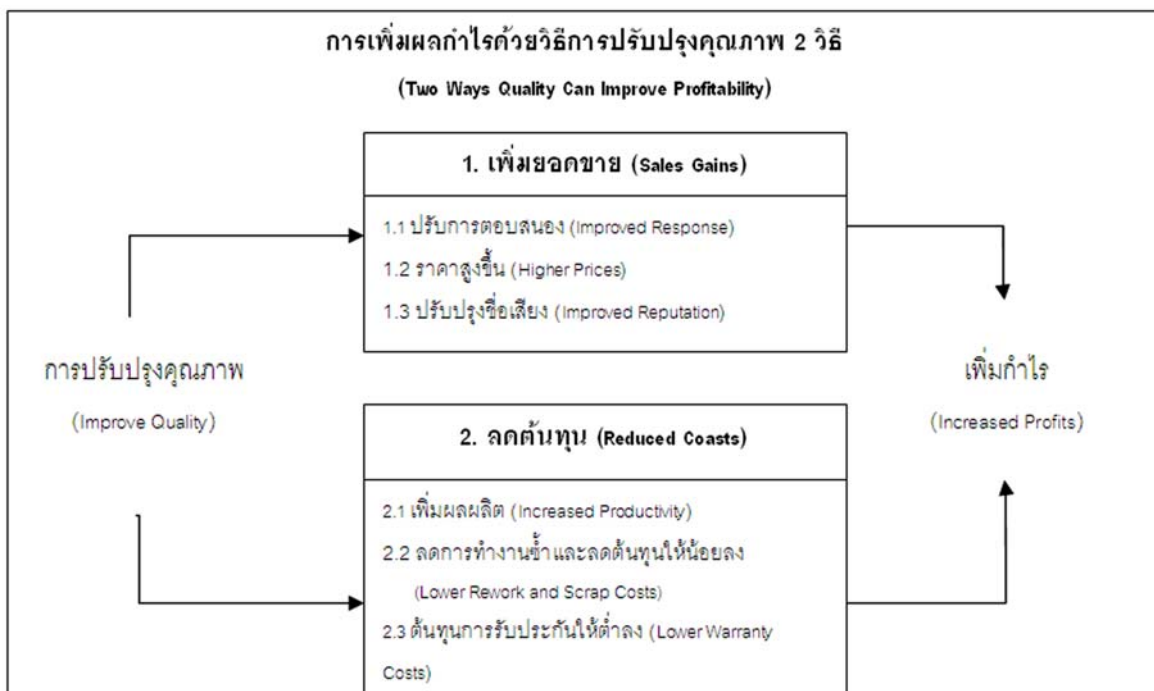 การเพิ่มผลกำไรด้วยวิธีการปรับปรุงคุณภาพ 2 วิธี
(Two Ways Quality Can Improve Profitability)
1. เพิ่มยอดขาย (Sales Gains)
1.1 ปรับการตอบสนอง (Improved Response)
1.2 ราคาสูงขึ้น (Higher Prices)
1.3 ปรับปรุงชื่อเสียง (Improved Reputation)
การปรับปรุงคุณภาพ
(Improve Quality)
เพิ่มกำไร
(Increased Profits)
2. ลดต้นทุน (Reduced Coasts)
2.1 เพิ่มผลผลิต (Increased Productivity)
2.2 ลดการทำงานซ้ำและลดต้นทุนให้น้อยลง
(Lower Rework and Scrap Costs)
2.3 ต้นทุนการรับประกันให้ต่ำลง (Lower Warranty
Costs)